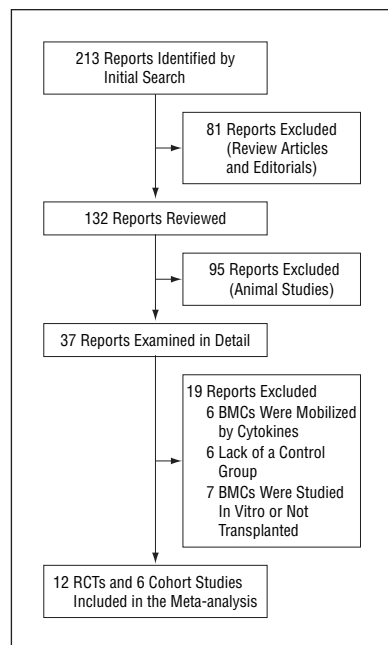 213 Reports Identified by
Initial Search
81 Reports Excluded
(Review Articles
and Editorials)
132 Reports Reviewed
95 Reports Excluded
(Animal Studies)
37 Reports Examined in Detail
19 Reports Excluded
6 BMCs Were Mobilized
by Cytokines
6 Lack of a Control
Group
7 BMCs Were Studied
In Vitro or Not
Transplanted
12 RCTs and 6 Cohort Studies
Included in the Meta-analysis